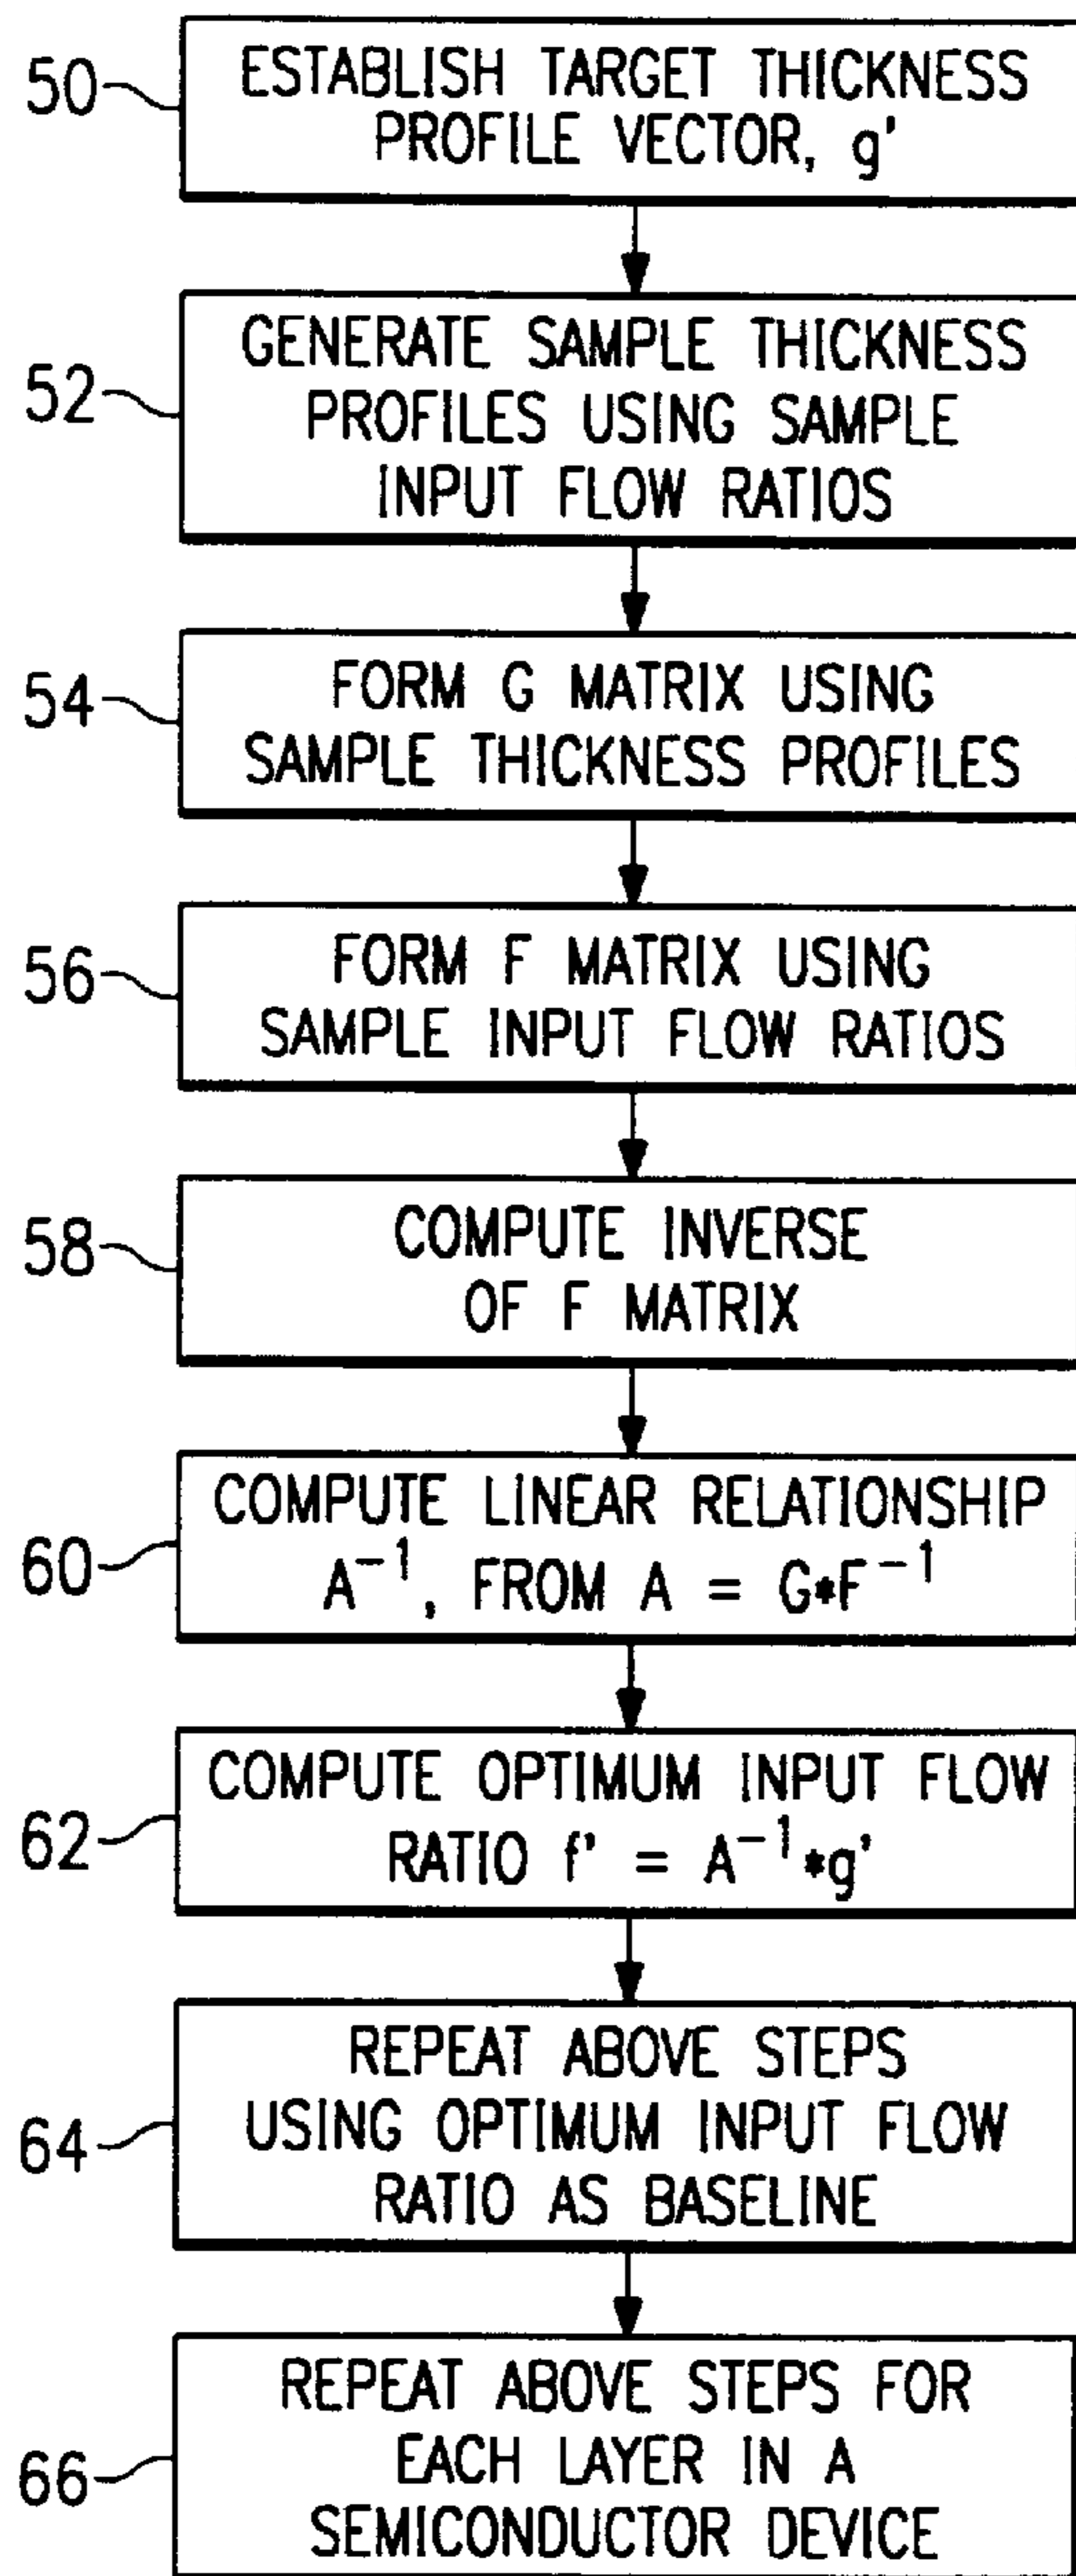 50
ESTABLISH TARGET THICKNESS
PROFILE VECTOR, g'
52
GENERATE SAMPLE THICKNESS
PROFILES USING SAMPLE
INPUT FLOW RATIOS
54
FORM G MATRIX USING
SAMPLE THICKNESS PROFILES
56
FORM F MATRIX USING
SAMPLE INPUT FLOW RATIOS
58
COMPUTE INVERSE
OF F MATRIX
60
COMPUTE LINEAR RELATIONSHIP
A⁻¹, FROM A = G*F⁻¹
62
COMPUTE OPTIMUM INPUT FLOW
RATIO f' = A⁻¹*g'
64
REPEAT ABOVE STEPS
USING OPTIMUM INPUT FLOW
RATIO AS BASELINE
66
REPEAT ABOVE STEPS FOR
EACH LAYER IN A
SEMICONDUCTOR DEVICE